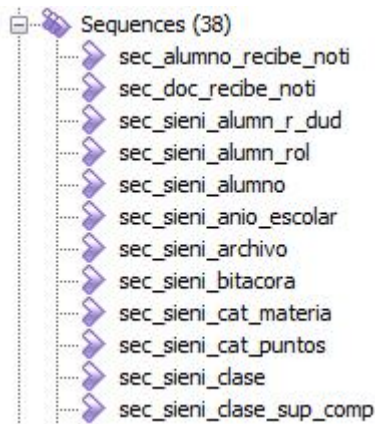 Sequences (38)
sec_alumno_recibe_noti
sec_doc_recibe_noti
sec_sieni_alumn_r_dud
sec_sieni_alumn_rol
sec_sieni_alumno
sec_sieni_anio_escolar
sec_sieni_archivo
sec_sieni_bitacora
sec_sieni_cat_materia
sec_sieni_cat_puntos
sec_sieni_clase
sec_sieni_clase_sup_comp